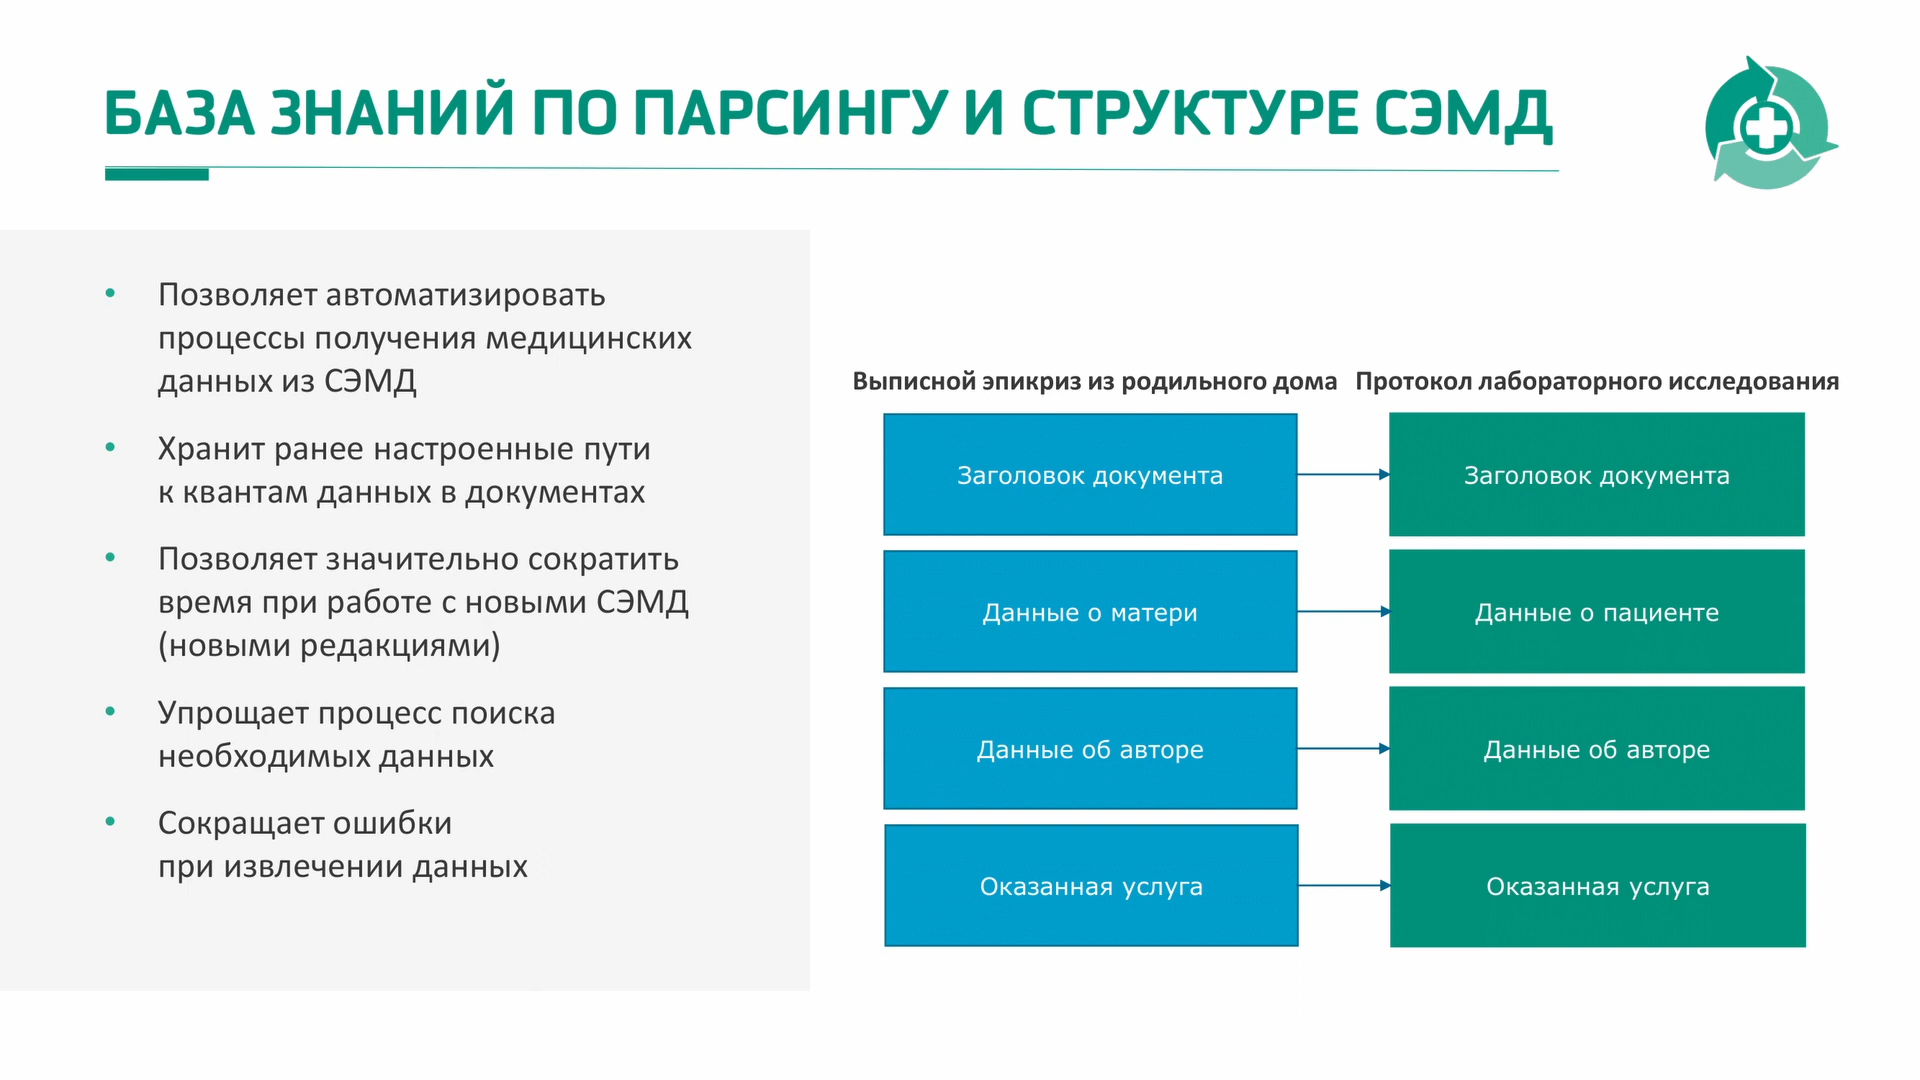 БАЗА ЗНАНИЙ ПО ПАРСИНГУ И СТРУКТУРЕ СЭМД
• Позволяет автоматизировать
процессы получения медицинских
данных из СЭМД
• Хранит ранее настроенные пути
к квантам данных в документах
• Позволяет значительно сократить
время при работе с новыми СЭМД
(новыми редакциями)
• Упрощает процесс поиска
необходимых данных
• Сокращает ошибки
при извлечении данных
Выписной эпикриз из родильного дома
Заголовок документа
Данные о матери
Данные об авторе
Оказанная услуга
Протокол лабораторного исследования
Заголовок документа
Данные о пациенте
Данные об авторе
Оказанная услуга